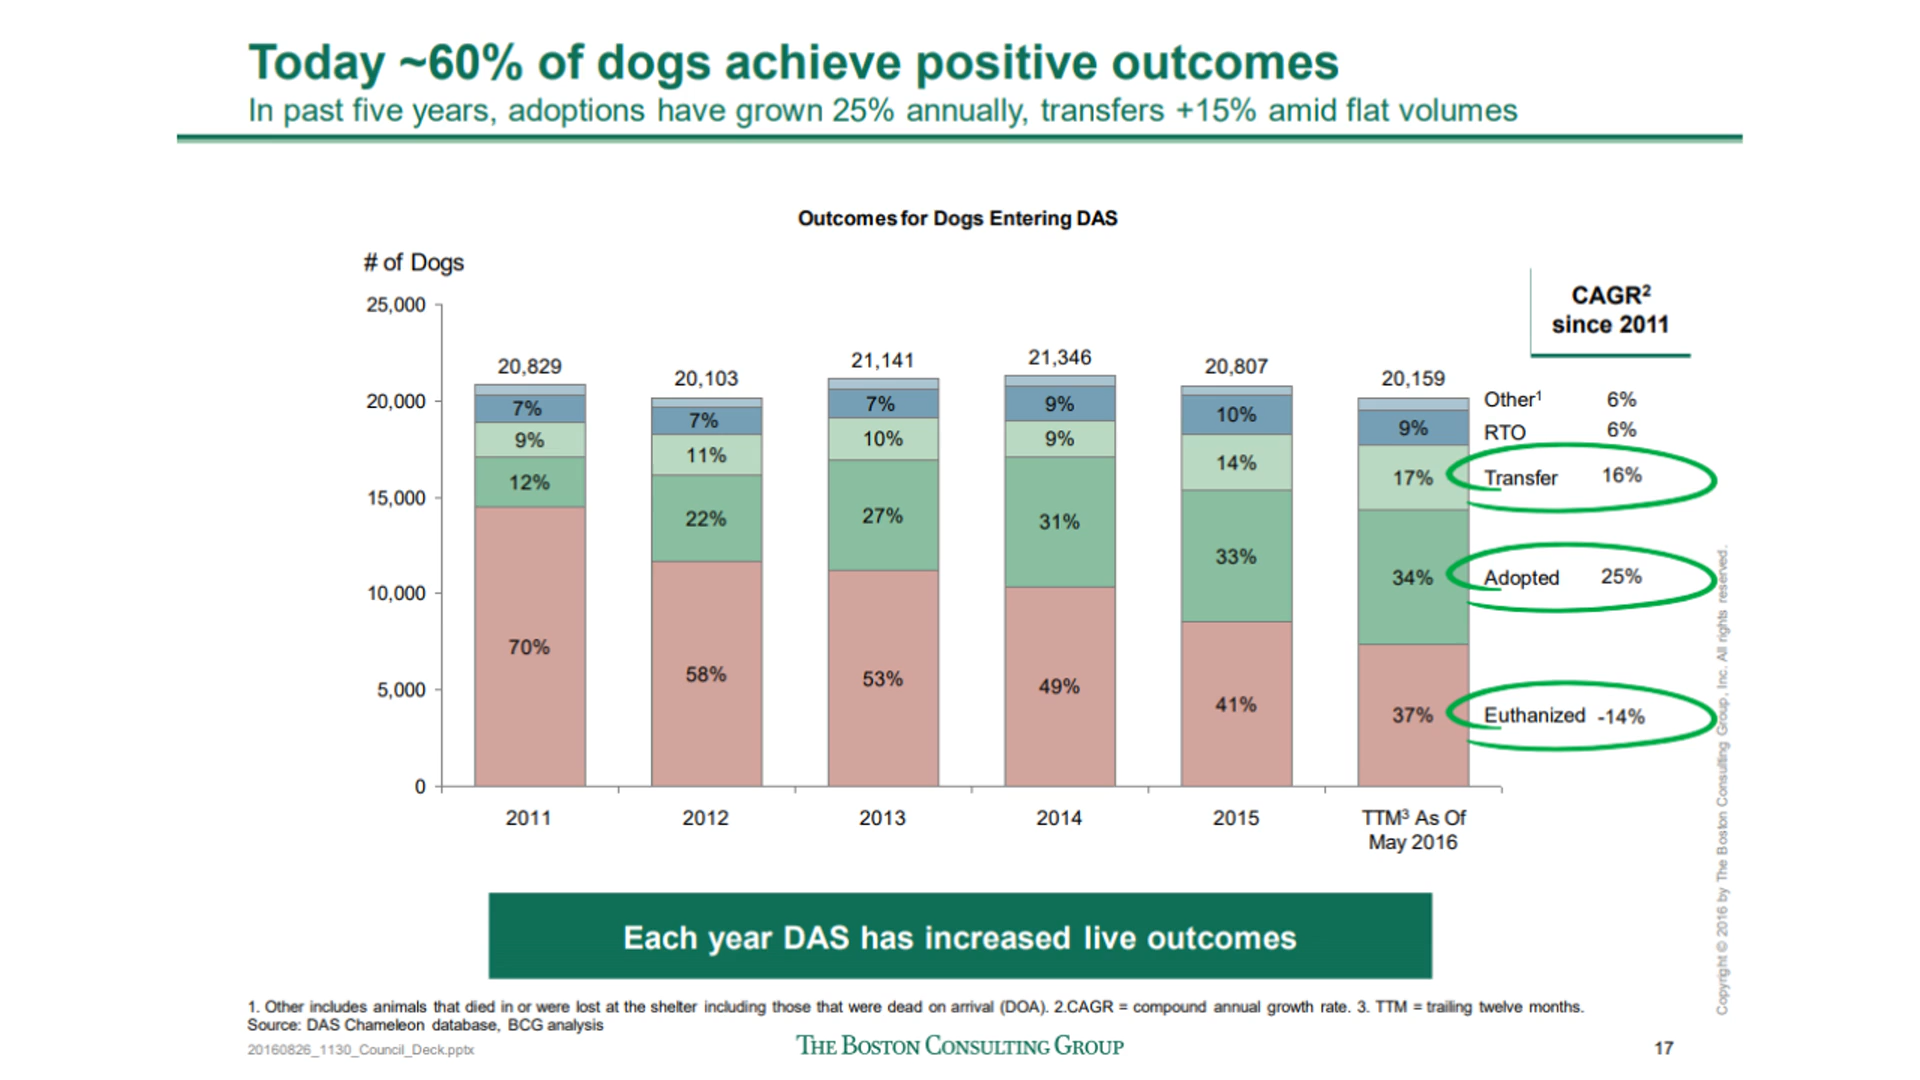 Today ~60% of dogs achieve positive outcomes
In past five years, adoptions have grown 25% annually, transfers +15% amid flat volumes
Outcomes for Dogs Entering DAS
# of Dogs
CAGR²
since 2011
25,000
20,000
15,000
10,000
5,000
0
20,829
7%
9%
12%
70%
2011
20,103
7%
11%
22%
58%
2012
21,141
7%
10%
27%
53%
2013
21,346
9%
9%
31%
49%
2014
20,807
10%
14%
33%
41%
2015
20,159
9%
17%
34%
37%
TTM³ As Of
May 2016
Other¹ 6%
RTO 6%
Transfer 16%
Adopted 25%
Euthanized -14%
Each year DAS has increased live outcomes
1. Other includes animals that died in or were lost at the shelter including those that were dead on arrival (DOA). 2.CAGR = compound annual growth rate. 3. TTM = trailing twelve months.
Source: DAS Chameleon database, BCG analysis
20160826_1130_Council_Deck.pptx
THE BOSTON CONSULTING GROUP
17
Copyright © 2016 by The Boston Consulting Group, Inc. All rights reserved.